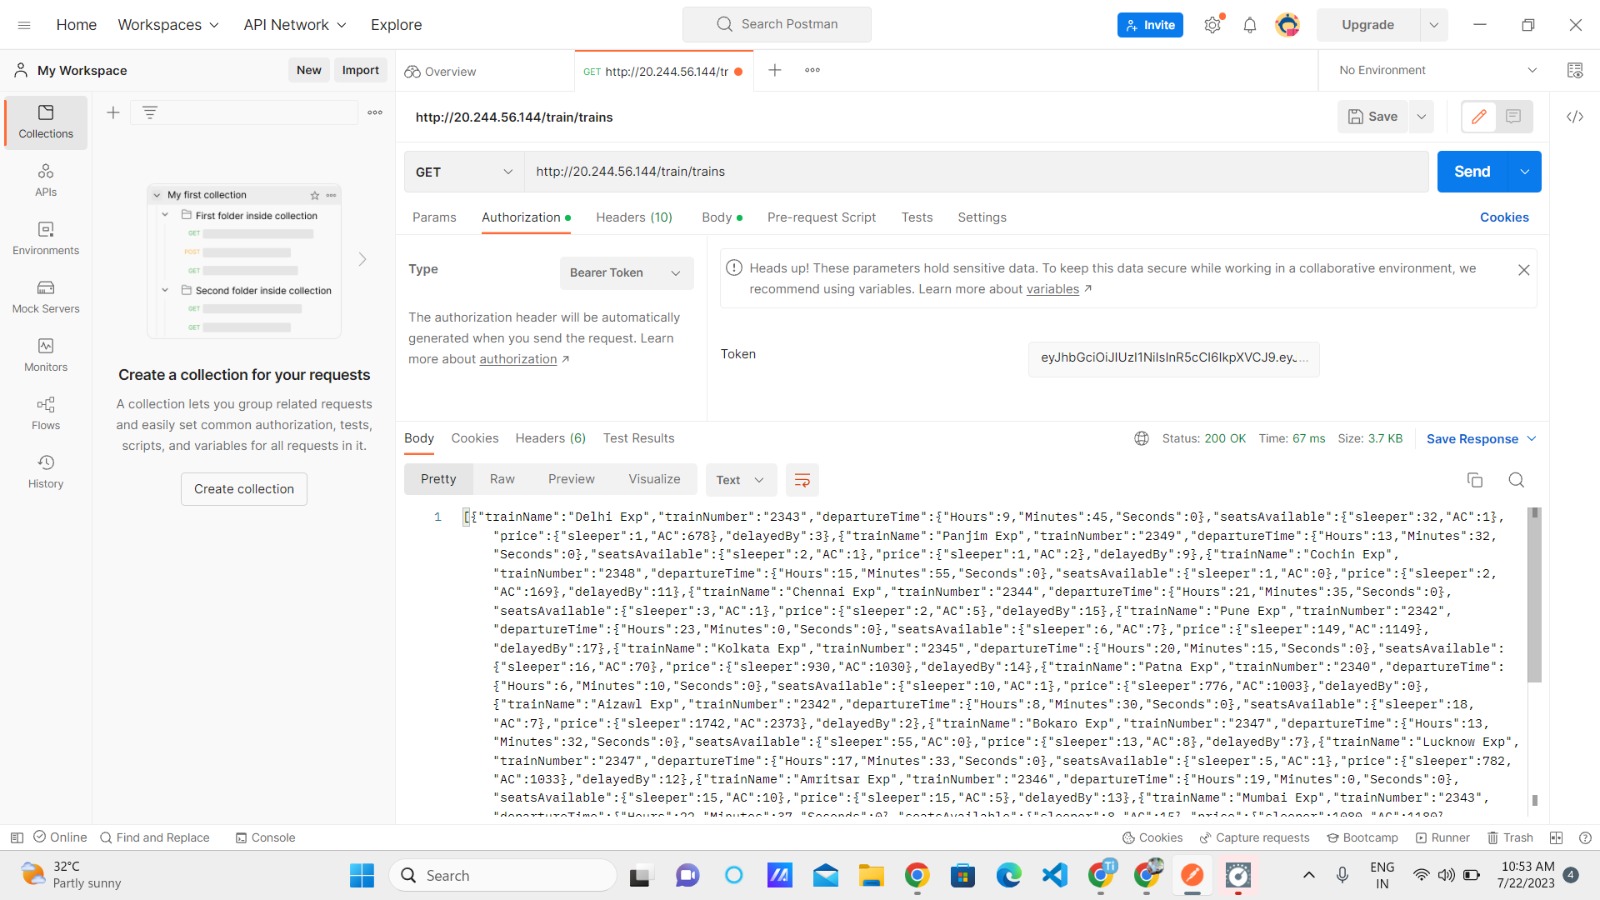 Home
Workspaces
API Network
Explore
Search Postman
Invite
Upgrade
My Workspace
New
Import
Overview
GET http://20.244.56.144/tr
No Environment
Collections
APIs
Environments
Mock Servers
Monitors
Flows
History
My first collection
First folder inside collection
GET
POST
GET
Second folder inside collection
GET
GET
Create a collection for your requests
A collection lets you group related requests
and easily set common authorization, tests,
scripts, and variables for all requests in it.
Create collection
http://20.244.56.144/train/trains
Save
GET
http://20.244.56.144/train/trains
Send
Params
Authorization
Headers (10)
Body
Pre-request Script
Tests
Settings
Cookies
Type
Bearer Token
The authorization header will be automatically
generated when you send the request. Learn
more about authorization
Heads up! These parameters hold sensitive data. To keep this data secure while working in a collaborative environment, we
recommend using variables. Learn more about variables
Token
Body
Cookies
Headers (6)
Test Results
Status: 200 OK
Time: 67 ms
Size: 3.7 KB
Save Response
Pretty
Raw
Preview
Visualize
Text
1
[{"trainName":"Delhi Exp","trainNumber":"2343","departureTime":{"Hours":9,"Minutes":45,"Seconds":0},"seatsAvailable":{"sleeper":32,"AC":1},
"price":{"sleeper":1,"AC":678},"delayedBy":3},{"trainName":"Panjim Exp","trainNumber":"2349","departureTime":{"Hours":13,"Minutes":32,
"Seconds":0},"seatsAvailable":{"sleeper":2,"AC":1},"price":{"sleeper":1,"AC":2},"delayedBy":9},{"trainName":"Cochin Exp",
"trainNumber":"2348","departureTime":{"Hours":15,"Minutes":55,"Seconds":0},"seatsAvailable":{"sleeper":1,"AC":0},"price":{"sleeper":2,
"AC":169},"delayedBy":11},{"trainName":"Chennai Exp","trainNumber":"2344","departureTime":{"Hours":21,"Minutes":35,"Seconds":0},
"seatsAvailable":{"sleeper":3,"AC":1},"price":{"sleeper":2,"AC":5},"delayedBy":15},{"trainName":"Pune Exp","trainNumber":"2342",
"departureTime":{"Hours":23,"Minutes":0,"Seconds":0},"seatsAvailable":{"sleeper":6,"AC":7},"price":{"sleeper":149,"AC":1149},
"delayedBy":17},{"trainName":"Kolkata Exp","trainNumber":"2345","departureTime":{"Hours":20,"Minutes":15,"Seconds":0},"seatsAvailable":
{"sleeper":16,"AC":70},"price":{"sleeper":930,"AC":1030},"delayedBy":14},{"trainName":"Patna Exp","trainNumber":"2340","departureTime":
{"Hours":6,"Minutes":10,"Seconds":0},"seatsAvailable":{"sleeper":10,"AC":1},"price":{"sleeper":776,"AC":1003},"delayedBy":0},
{"trainName":"Aizawl Exp","trainNumber":"2342","departureTime":{"Hours":8,"Minutes":30,"Seconds":0},"seatsAvailable":{"sleeper":18,
"AC":7},"price":{"sleeper":1742,"AC":2373},"delayedBy":2},{"trainName":"Bokaro Exp","trainNumber":"2347","departureTime":{"Hours":13,
"Minutes":32,"Seconds":0},"seatsAvailable":{"sleeper":55,"AC":0},"price":{"sleeper":13,"AC":8},"delayedBy":7},{"trainName":"Lucknow Exp",
"trainNumber":"2347","departureTime":{"Hours":17,"Minutes":33,"Seconds":0},"seatsAvailable":{"sleeper":5,"AC":1},"price":{"sleeper":782,
"AC":1033},"delayedBy":12},{"trainName":"Amritsar Exp","trainNumber":"2346","departureTime":{"Hours":19,"Minutes":0,"Seconds":0},
"seatsAvailable":{"sleeper":15,"AC":10},"price":{"sleeper":15,"AC":5},"delayedBy":13},{"trainName":"Mumbai Exp","trainNumber":"2343",
"departureTime":{"Hours":22,"Minutes":37,"Seconds":0},"seatsAvailable":{"sleeper":8,"AC":15},"price":{"sleeper":1080,"AC":1180},
Online
Find and Replace
Console
Cookies
Capture requests
Bootcamp
Runner
Trash
32°C
Partly sunny
Search
Ti
ENG
IN
10:53 AM
7/22/2023
4